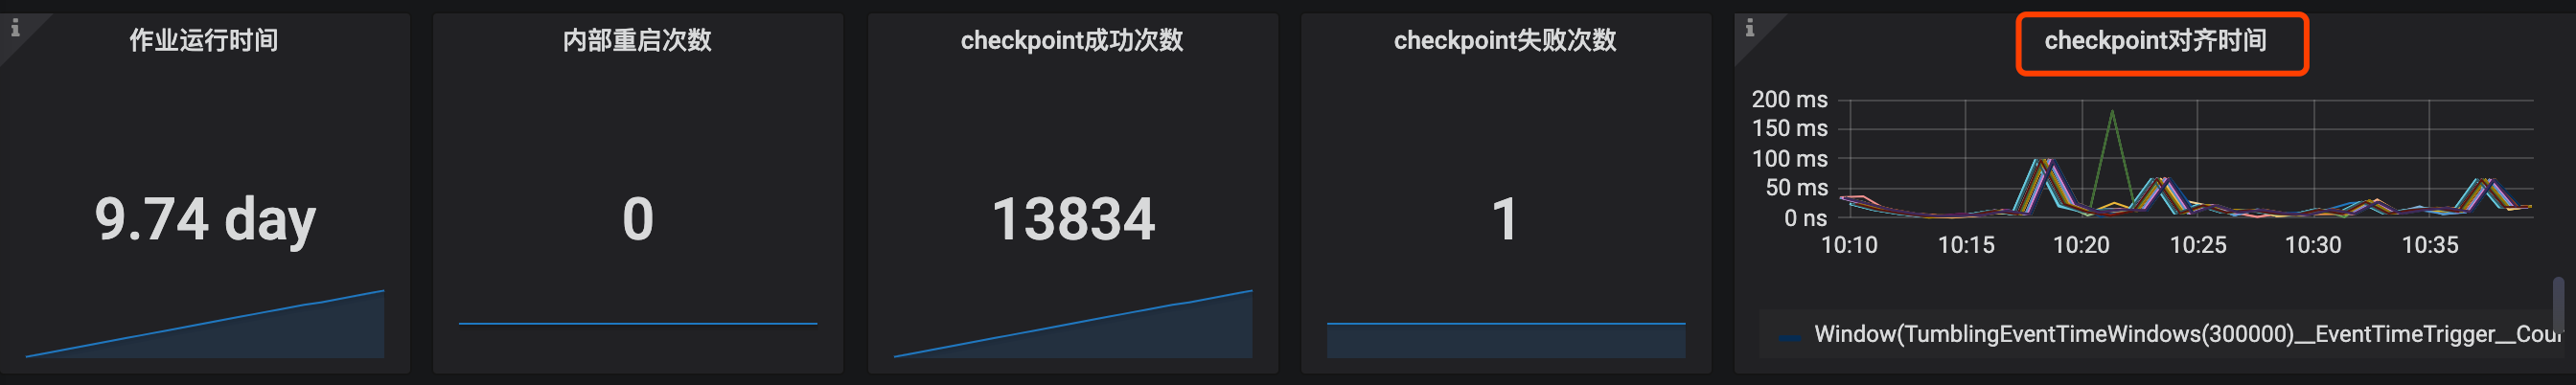 作业运行时间
9.74 day
内部重启次数
0
checkpoint成功次数
13834
checkpoint失败次数
1
checkpoint对齐时间
200 ms
150 ms
100 ms
50 ms
0 ns
10:10 10:15 10:20 10:25 10:30 10:35
Window(TumblingEventTimeWindows(300000)__EventTimeTrigger__Cou